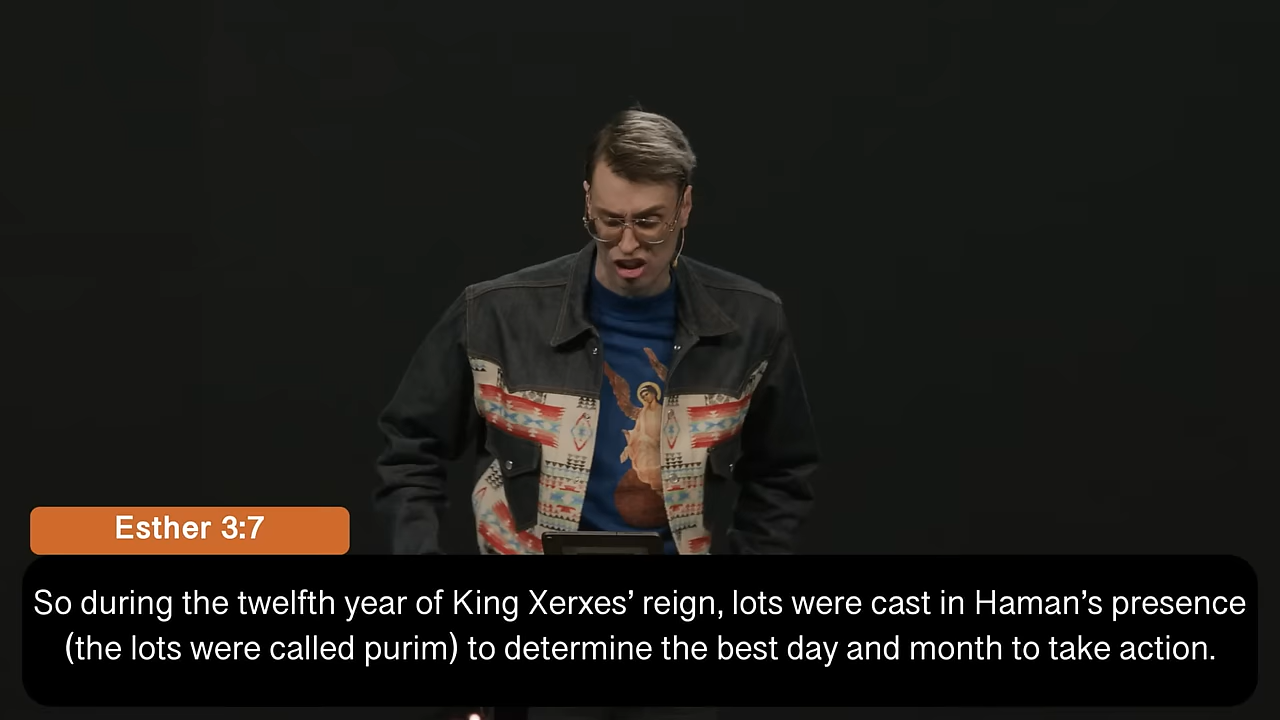 Esther 3:7
So during the twelfth year of King Xerxes’ reign, lots were cast in Haman’s presence
(the lots were called purim) to determine the best day and month to take action.